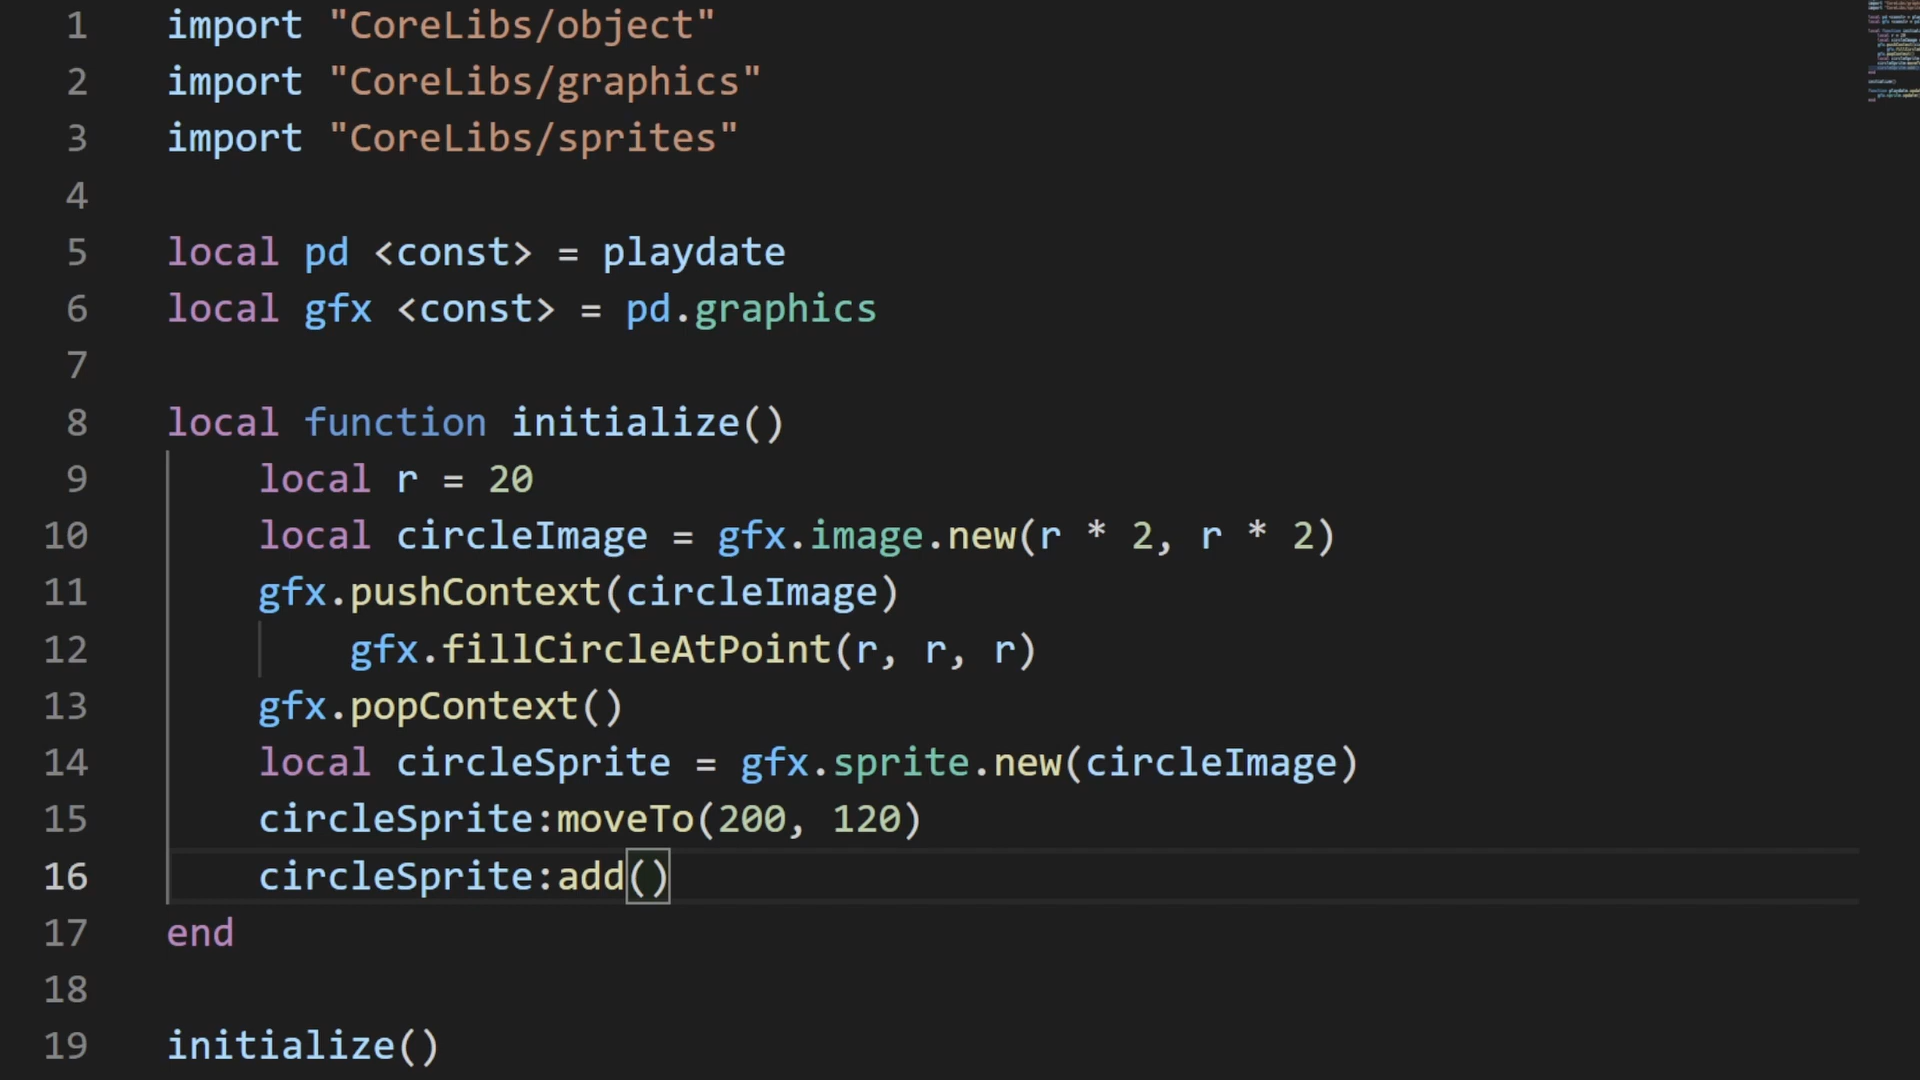 1 import "CoreLibs/object"
2 import "CoreLibs/graphics"
3 import "CoreLibs/sprites"
4
5 local pd <const> = playdate
6 local gfx <const> = pd.graphics
7
8 local function initialize()
9     local r = 20
10     local circleImage = gfx.image.new(r * 2, r * 2)
11     gfx.pushContext(circleImage)
12         gfx.fillCircleAtPoint(r, r, r)
13     gfx.popContext()
14     local circleSprite = gfx.sprite.new(circleImage)
15     circleSprite:moveTo(200, 120)
16     circleSprite:add()
17 end
18
19 initialize()